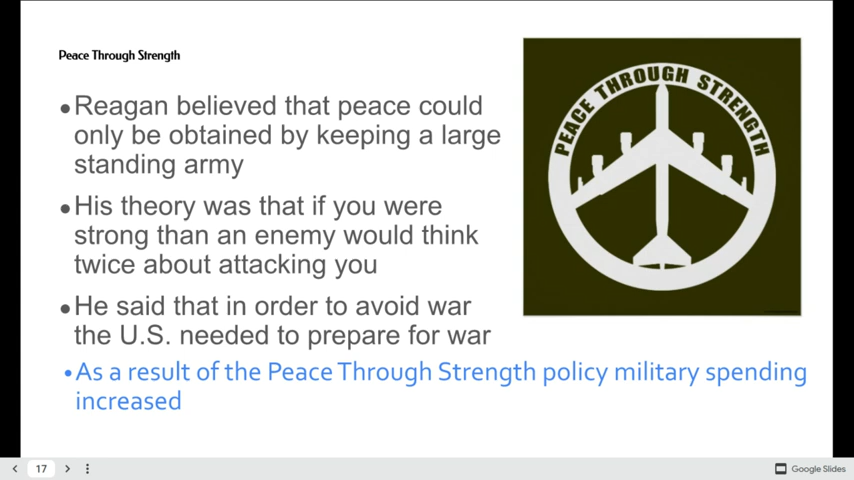 Peace Through Strength
PEACE THROUGH STRENGTH
•Reagan believed that peace could
only be obtained by keeping a large
standing army
•His theory was that if you were
strong than an enemy would think
twice about attacking you
•He said that in order to avoid war
the U.S. needed to prepare for war
•As a result of the Peace Through Strength policy military spending
increased
17
Google Slides